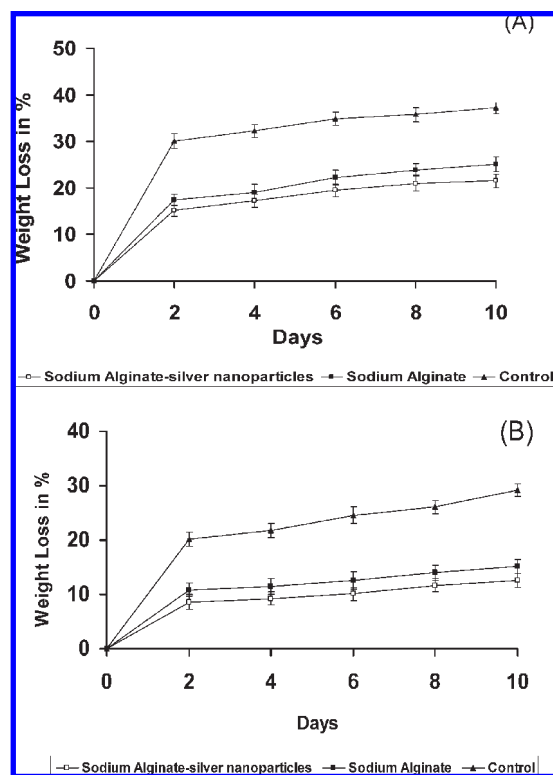 (A)
50
40
30
20
10
0
Weight Loss in %
0 2 4 6 8 10
Days
Sodium Alginate-silver nanoparticles Sodium Alginate Control
(B)
40
30
20
10
0
Weight Loss in %
0 2 4 6 8 10
Days
Sodium Alginate-silver nanoparticles Sodium Alginate Control